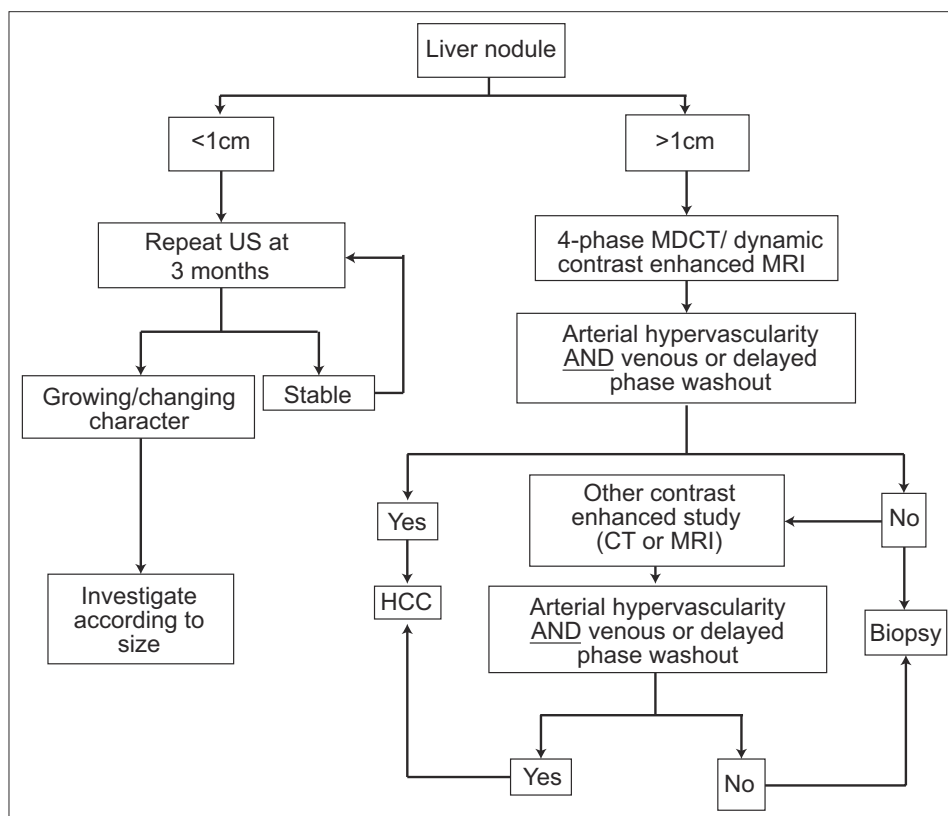 Liver nodule
<1cm
>1cm
Repeat US at
3 months
4-phase MDCT/ dynamic
contrast enhanced MRI
Arterial hypervascularity
AND venous or delayed
phase washout
Growing/changing
character
Stable
Yes
Other contrast
enhanced study
(CT or MRI)
No
Investigate
according to
size
HCC
Arterial hypervascularity
AND venous or delayed
phase washout
Biopsy
Yes
No